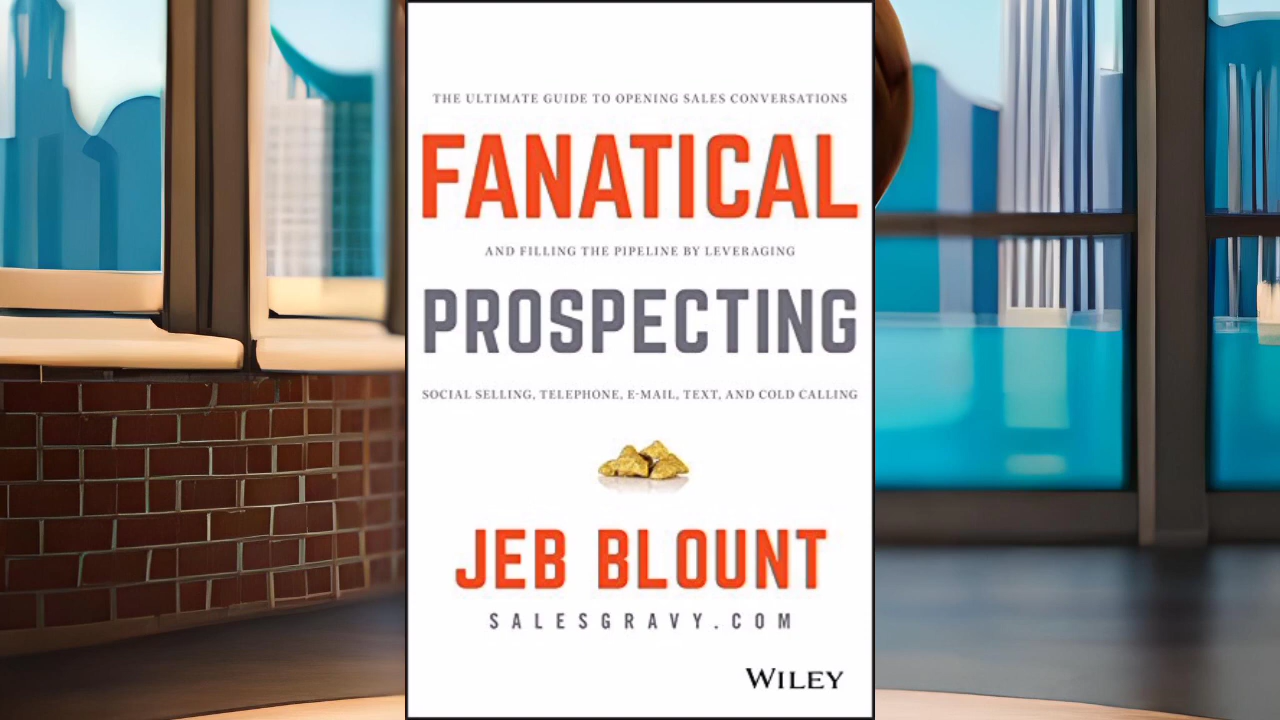 THE ULTIMATE GUIDE TO OPENING SALES CONVERSATIONS
FANATICAL
AND FILLING THE PIPELINE BY LEVERAGING
PROSPECTING
SOCIAL SELLING, TELEPHONE, E-MAIL, TEXT, AND COLD CALLING
JEB BLOUNT
SALESGRAVY.COM
WILEY